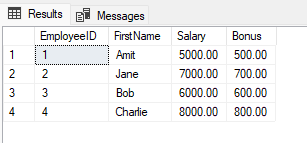 Results Messages
EmployeeID FirstName Salary Bonus
1 1 Amit 5000.00 500.00
2 2 Jane 7000.00 700.00
3 3 Bob 6000.00 600.00
4 4 Charlie 8000.00 800.00